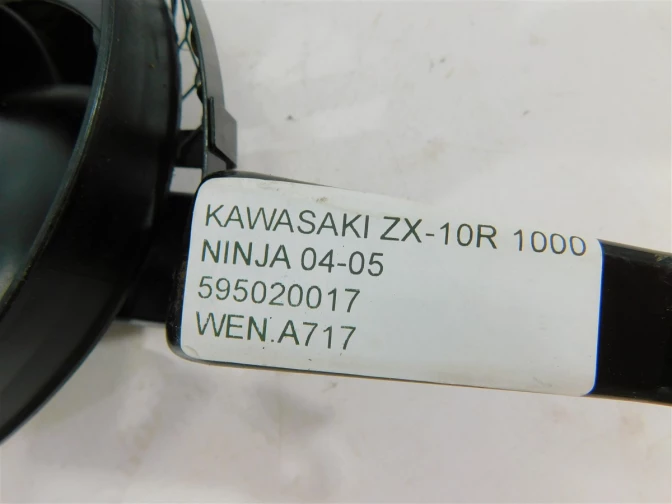 KAWASAKI ZX-10R 1000
NINJA 04-05
595020017
WEN.A717